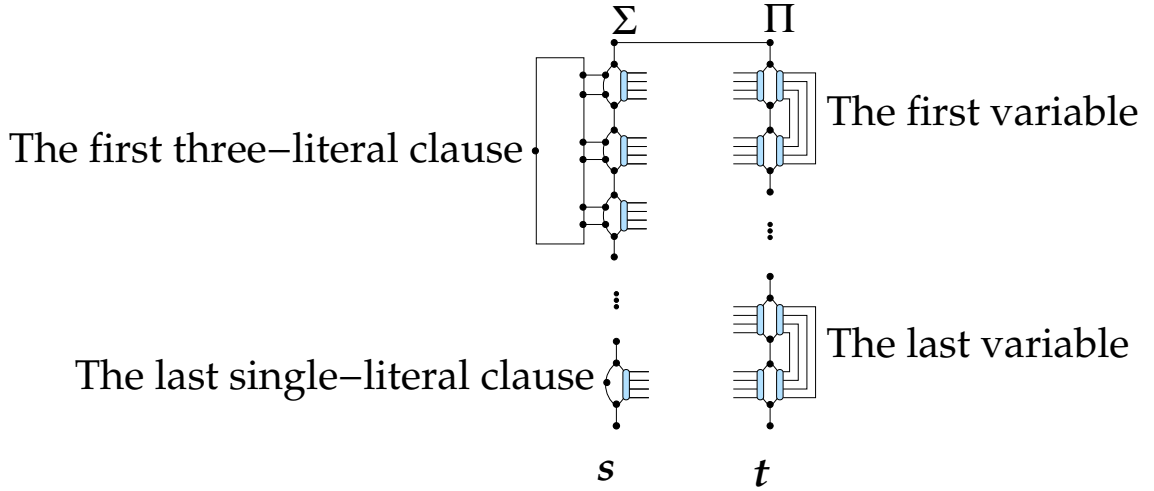 Σ Π
The first variable
The first three−literal clause
The last variable
The last single−literal clause
s t